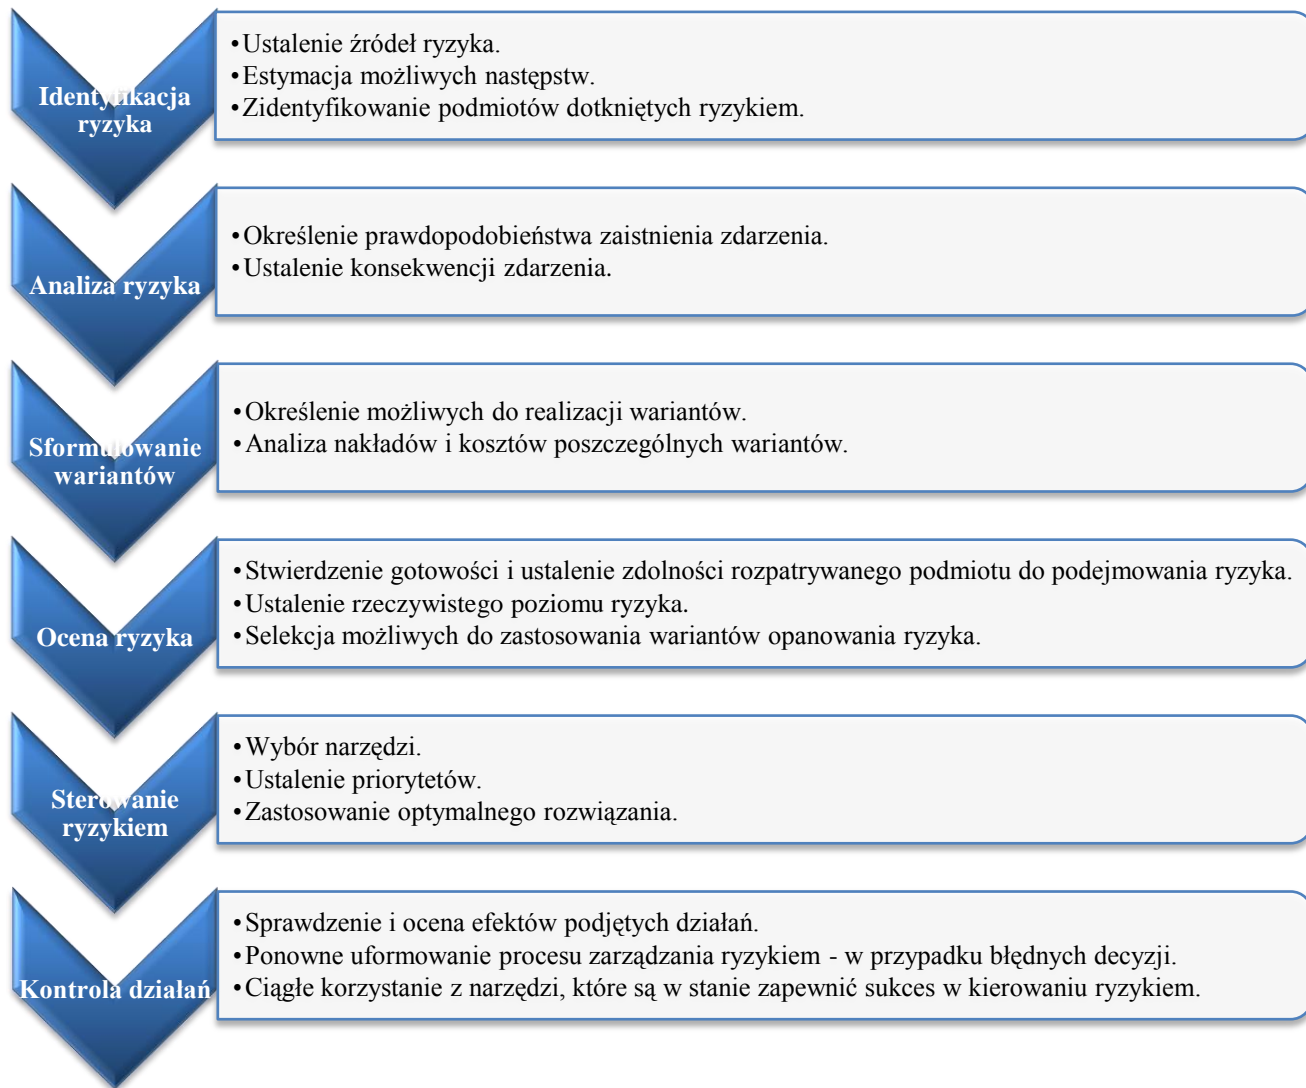 Identyfikacja
ryzyka
•Ustalenie źródeł ryzyka.
•Estymacja możliwych następstw.
•Zidentyfikowanie podmiotów dotkniętych ryzykiem.
Analiza ryzyka
•Określenie prawdopodobieństwa zaistnienia zdarzenia.
•Ustalenie konsekwencji zdarzenia.
Sformułowanie
wariantów
•Określenie możliwych do realizacji wariantów.
•Analiza nakładów i kosztów poszczególnych wariantów.
Ocena ryzyka
•Stwierdzenie gotowości i ustalenie zdolności rozpatrywanego podmiotu do podejmowania ryzyka.
•Ustalenie rzeczywistego poziomu ryzyka.
•Selekcja możliwych do zastosowania wariantów opanowania ryzyka.
Sterowanie
ryzykiem
•Wybór narzędzi.
•Ustalenie priorytetów.
•Zastosowanie optymalnego rozwiązania.
Kontrola działań
•Sprawdzenie i ocena efektów podjętych działań.
•Ponowne uformowanie procesu zarządzania ryzykiem - w przypadku błędnych decyzji.
•Ciągłe korzystanie z narzędzi, które są w stanie zapewnić sukces w kierowaniu ryzykiem.